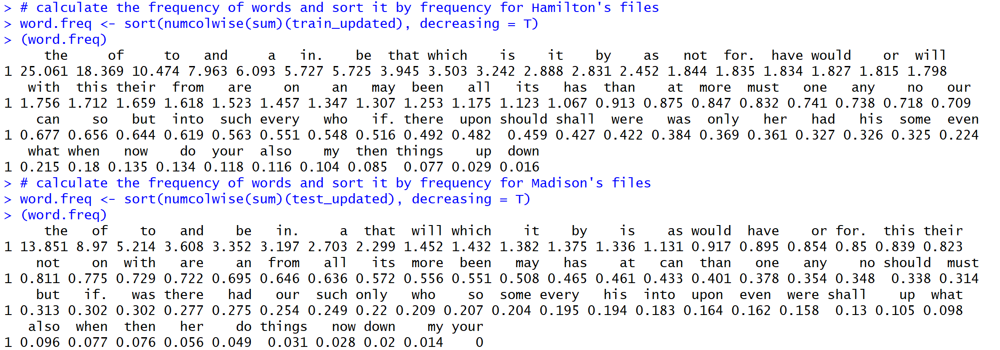 > # calculate the frequency of words and sort it by frequency for Hamilton's files
> word.freq <- sort(numcolwise(sum)(train_updated), decreasing = T)
> (word.freq)
the of to and a in. be that which is it by as not for. have would or will
1 25.061 18.369 10.474 7.963 6.093 5.727 5.725 3.945 3.503 3.242 2.888 2.831 2.452 1.844 1.835 1.834 1.827 1.815 1.798
with this their from are on an may been all its has than at more must one any no our
1 1.756 1.712 1.659 1.618 1.523 1.457 1.347 1.307 1.253 1.175 1.123 1.067 0.913 0.875 0.847 0.832 0.741 0.738 0.718 0.709
can so but into such every who if. there upon should shall were was only her had his some even
1 0.677 0.656 0.644 0.619 0.563 0.551 0.548 0.516 0.492 0.482 0.459 0.427 0.422 0.384 0.369 0.361 0.327 0.326 0.325 0.224
what when now do your also my then things up down
1 0.215 0.18 0.135 0.134 0.118 0.116 0.104 0.085 0.077 0.029 0.016
> # calculate the frequency of words and sort it by frequency for Madison's files
> word.freq <- sort(numcolwise(sum)(test_updated), decreasing = T)
> (word.freq)
the of to and be in. a that will which it by is as would have or for. this their
1 13.851 8.97 5.214 3.608 3.352 3.197 2.703 2.299 1.452 1.432 1.382 1.375 1.336 1.131 0.917 0.895 0.854 0.85 0.839 0.823
not on with are an from all its more been may has at can than one any no should must
1 0.811 0.775 0.729 0.722 0.695 0.646 0.636 0.572 0.556 0.551 0.508 0.465 0.461 0.433 0.401 0.378 0.354 0.348 0.338 0.314
but if. was there had our such only who so some every his into upon even were shall up what
1 0.313 0.302 0.302 0.277 0.275 0.254 0.249 0.22 0.209 0.207 0.204 0.195 0.194 0.183 0.164 0.162 0.158 0.13 0.105 0.098
also when then her do things now down my your
1 0.096 0.077 0.076 0.056 0.049 0.031 0.028 0.02 0.014 0